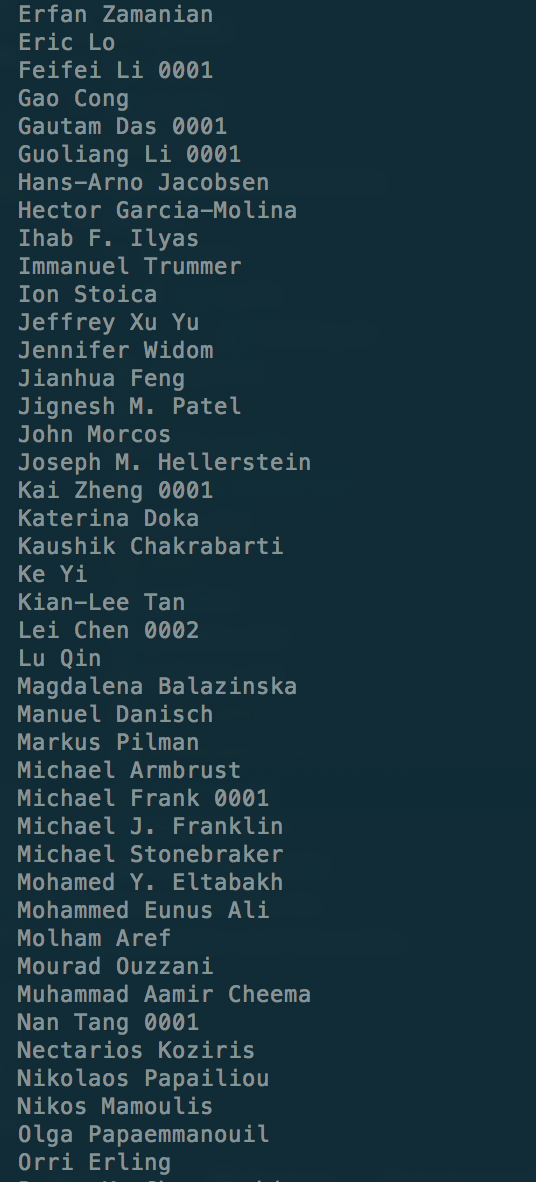 Erfan Zamanian
Eric Lo
Feifei Li 0001
Gao Cong
Gautam Das 0001
Guoliang Li 0001
Hans-Arno Jacobsen
Hector Garcia-Molina
Ihab F. Ilyas
Immanuel Trummer
Ion Stoica
Jeffrey Xu Yu
Jennifer Widom
Jianhua Feng
Jignesh M. Patel
John Morcos
Joseph M. Hellerstein
Kai Zheng 0001
Katerina Doka
Kaushik Chakrabarti
Ke Yi
Kian-Lee Tan
Lei Chen 0002
Lu Qin
Magdalena Balazinska
Manuel Danisch
Markus Pilman
Michael Armbrust
Michael Frank 0001
Michael J. Franklin
Michael Stonebraker
Mohamed Y. Eltabakh
Mohammed Eunus Ali
Molham Aref
Mourad Ouzzani
Muhammad Aamir Cheema
Nan Tang 0001
Nectarios Koziris
Nikolaos Papailiou
Nikos Mamoulis
Olga Papaemmanouil
Orri Erling